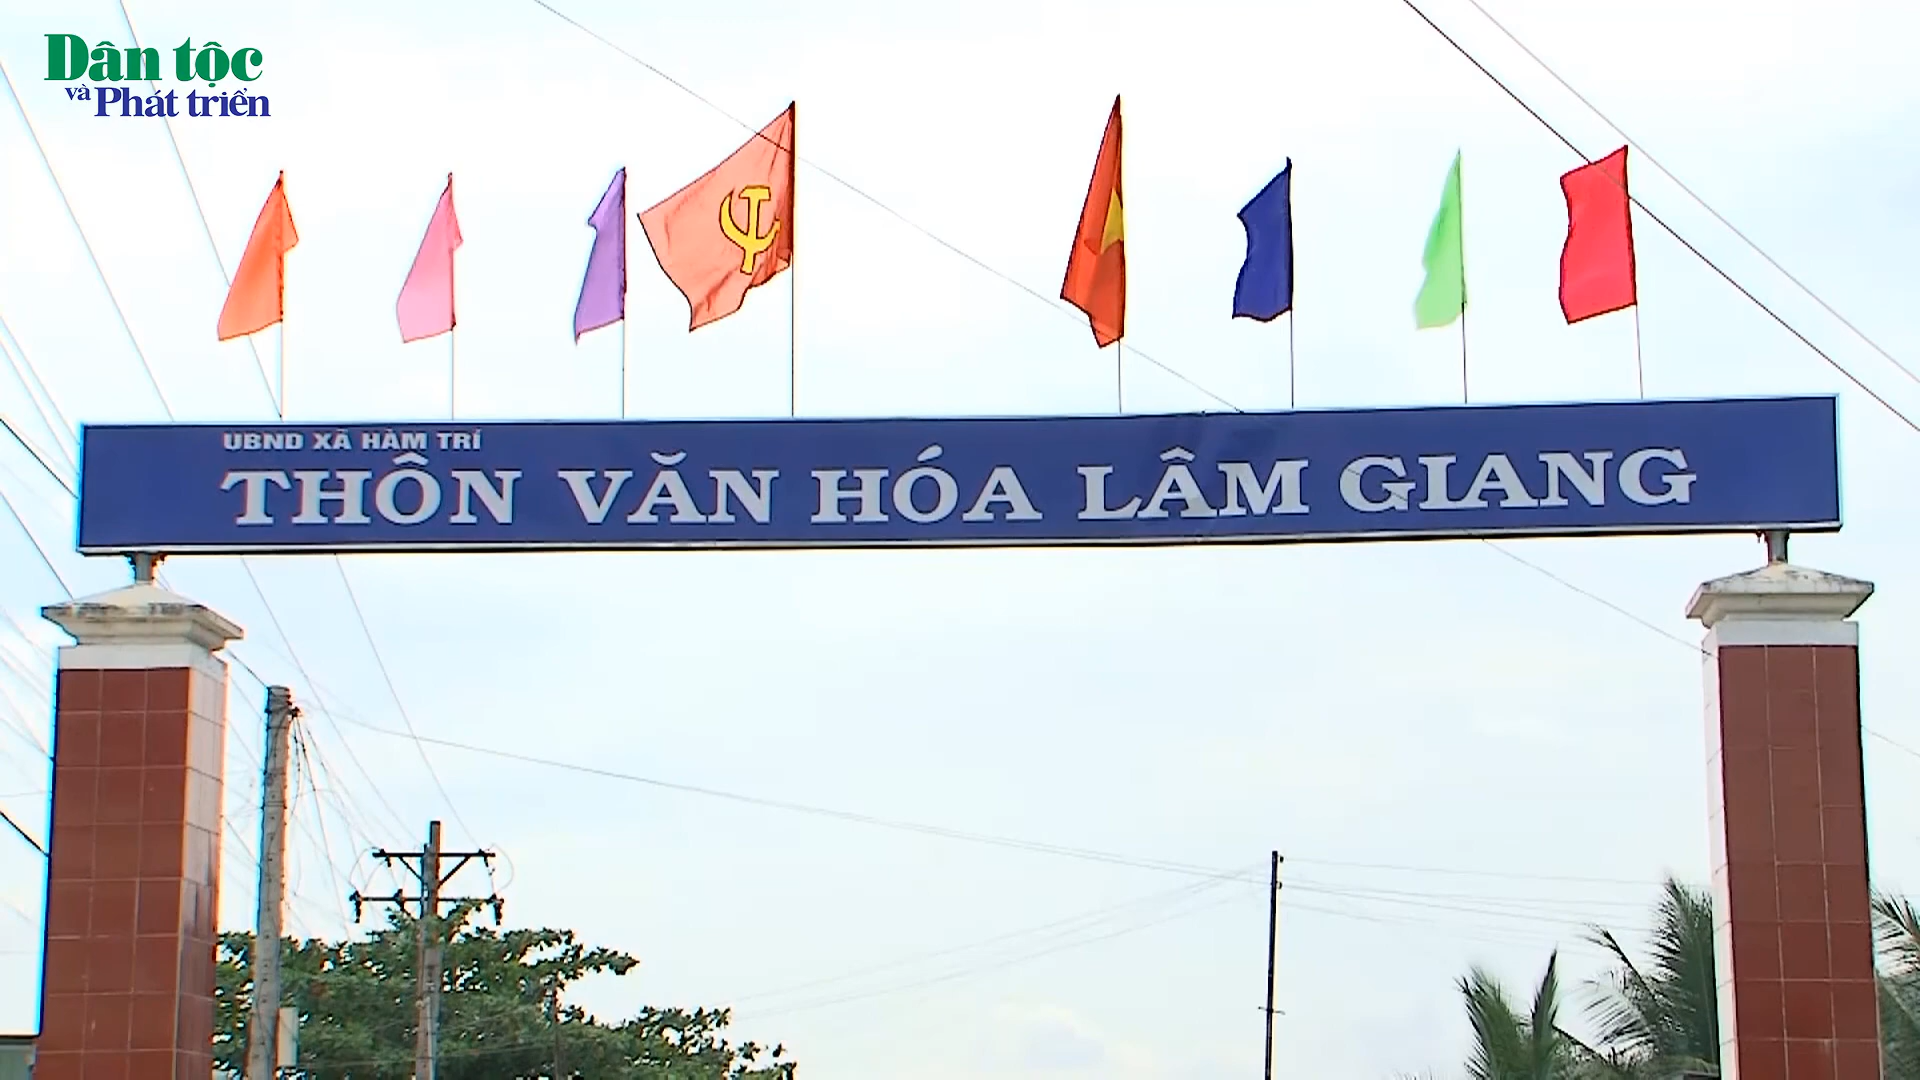 Dân tộc
và Phát triển
UBND XÃ HÀM TRÍ
THÔN VĂN HÓA LÂM GIANG